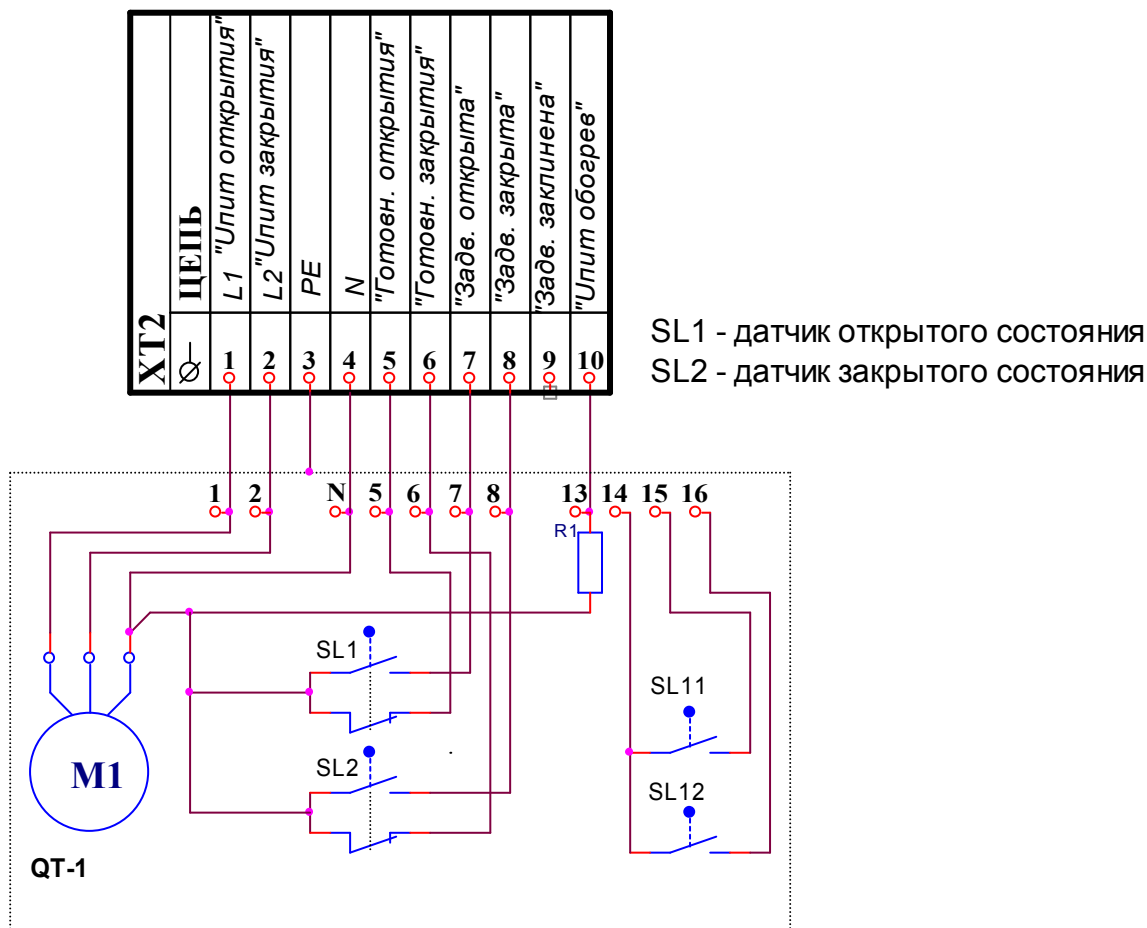 XT2
ЦЕПЬ
L1 "Uпит открытия"
L2 "Uпит закрытия"
PE
N
"Готовн. открытия"
"Готовн. закрытия"
"Задв. открыта"
"Задв. закрыта"
"Задв. заклинена"
"Uпит обогрев"
1 2 3 4 5 6 7 8 9 10
SL1 - датчик открытого состояния
SL2 - датчик закрытого состояния
1 2 N 5 6 7 8 13 14 15 16
R1
SL1
SL11
SL2
M1
SL12
QT-1